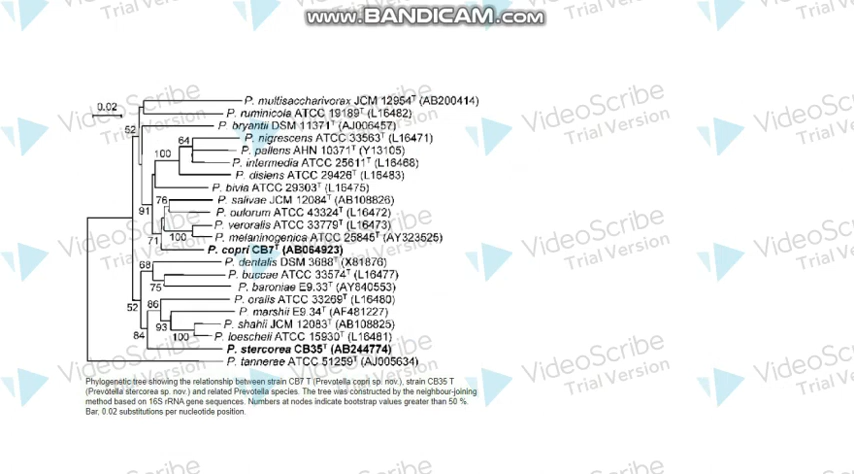 www.BANDICAM.com
0.02
P. multisaccharivorax JCM 12954T (AB200414)
P. ruminicola ATCC 19189T (L16482)
52
P. bryantii DSM 11371T (AJ006457)
64
P. nigrescens ATCC 33563T (L16471)
P. pallens AHN 10371T (Y13105)
100
P. intermedia ATCC 25611T (L16468)
P. disiens ATCC 29426T (L16483)
P. bivia ATCC 29303T (L16475)
76
P. salivae JCM 12084T (AB108826)
91
P. oulorum ATCC 43324T (L16472)
P. veroralis ATCC 33779T (L16473)
100
P. melaninogenica ATCC 25845T (AY323525)
71
P. copri CB7T (AB064923)
P. dentalis DSM 3688T (X81876)
68
P. buccae ATCC 33574T (L16477)
75
P. baroniae E9.33T (AY840553)
P. oralis ATCC 33269T (L16480)
52
86
P. marshii E9.34T (AF481227)
93
P. shahii JCM 12083T (AB108825)
84
100
P. loescheii ATCC 15930T (L16481)
P. stercorea CB35T (AB244774)
P. tannerae ATCC 51259T (AJ005634)
Phylogenetic tree showing the relationship between strain CB7 T (Prevotella copri sp. nov.), strain CB35 T
(Prevotella stercorea sp. nov.) and related Prevotella species. The tree was constructed by the neighbour-joining
method based on 16S rRNA gene sequences. Numbers at nodes indicate bootstrap values greater than 50 %.
Bar, 0.02 substitutions per nucleotide position.
VideoScribe
Trial Version